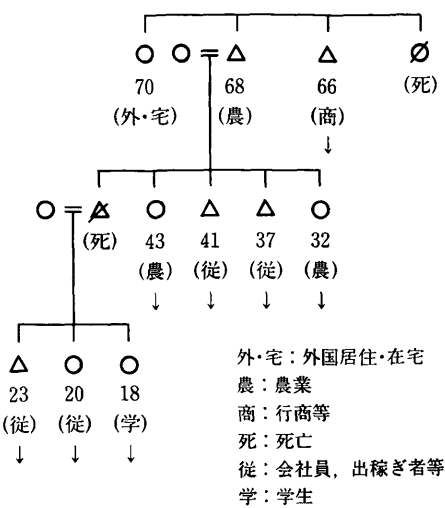 70 68 66 (死)
(外・宅) (農) (商)
↓
(死) 43 41 37 32
(農) (従) (従) (農)
↓ ↓ ↓ ↓
23 20 18
(従) (従) (学)
↓ ↓ ↓
外・宅：外国居住・在宅
農：農業
商：行商等
死：死亡
従：会社員，出稼ぎ者等
学：学生